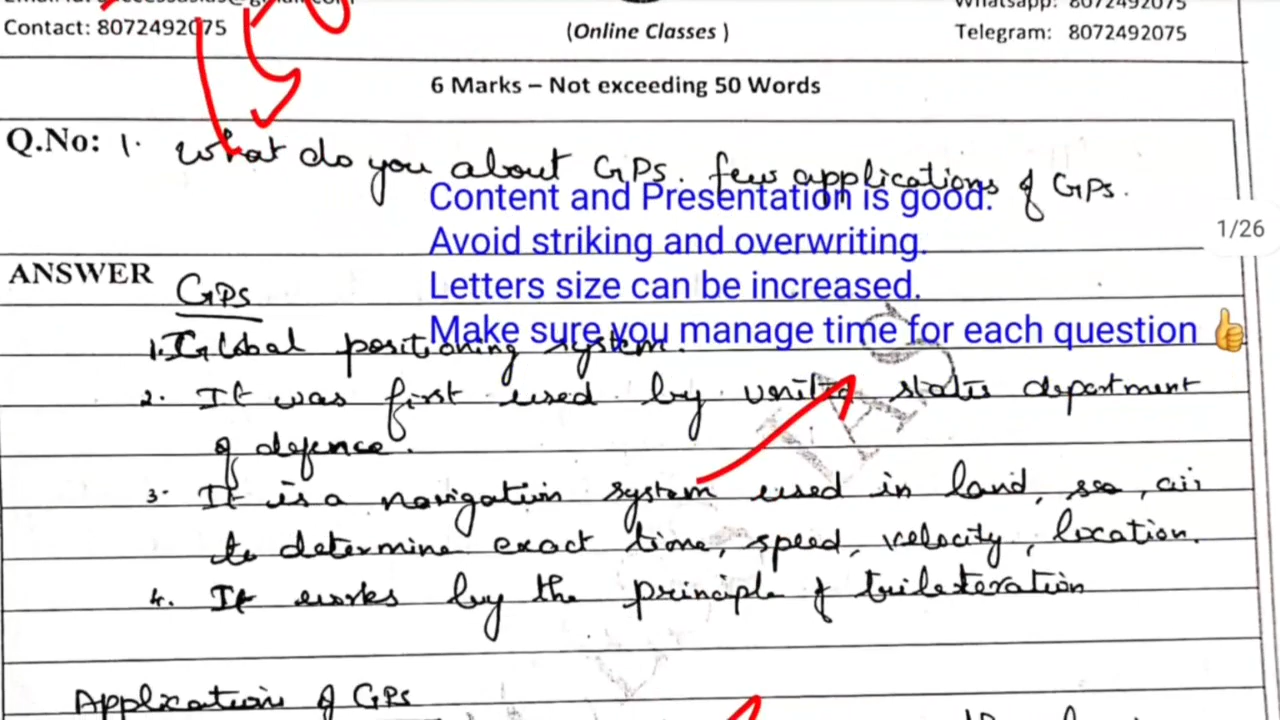 Contact: 8072492075
(Online Classes )
Whatsapp: 8072492075
Telegram: 8072492075
6 Marks – Not exceeding 50 Words
Q.No: 1. What do you about GPS. few applications of GPS.
Content and Presentation is good.
Avoid striking and overwriting.
1/26
ANSWER
GPS
Letters size can be increased.
Make sure you manage time for each question 👍
1. Global positioning system.
2. It was first used by united states department
of defence.
3. It is a navigation system used in land, sea, air
to determine exact time, speed, velocity, location.
4. It works by the principle of trilateration
Application of GPS